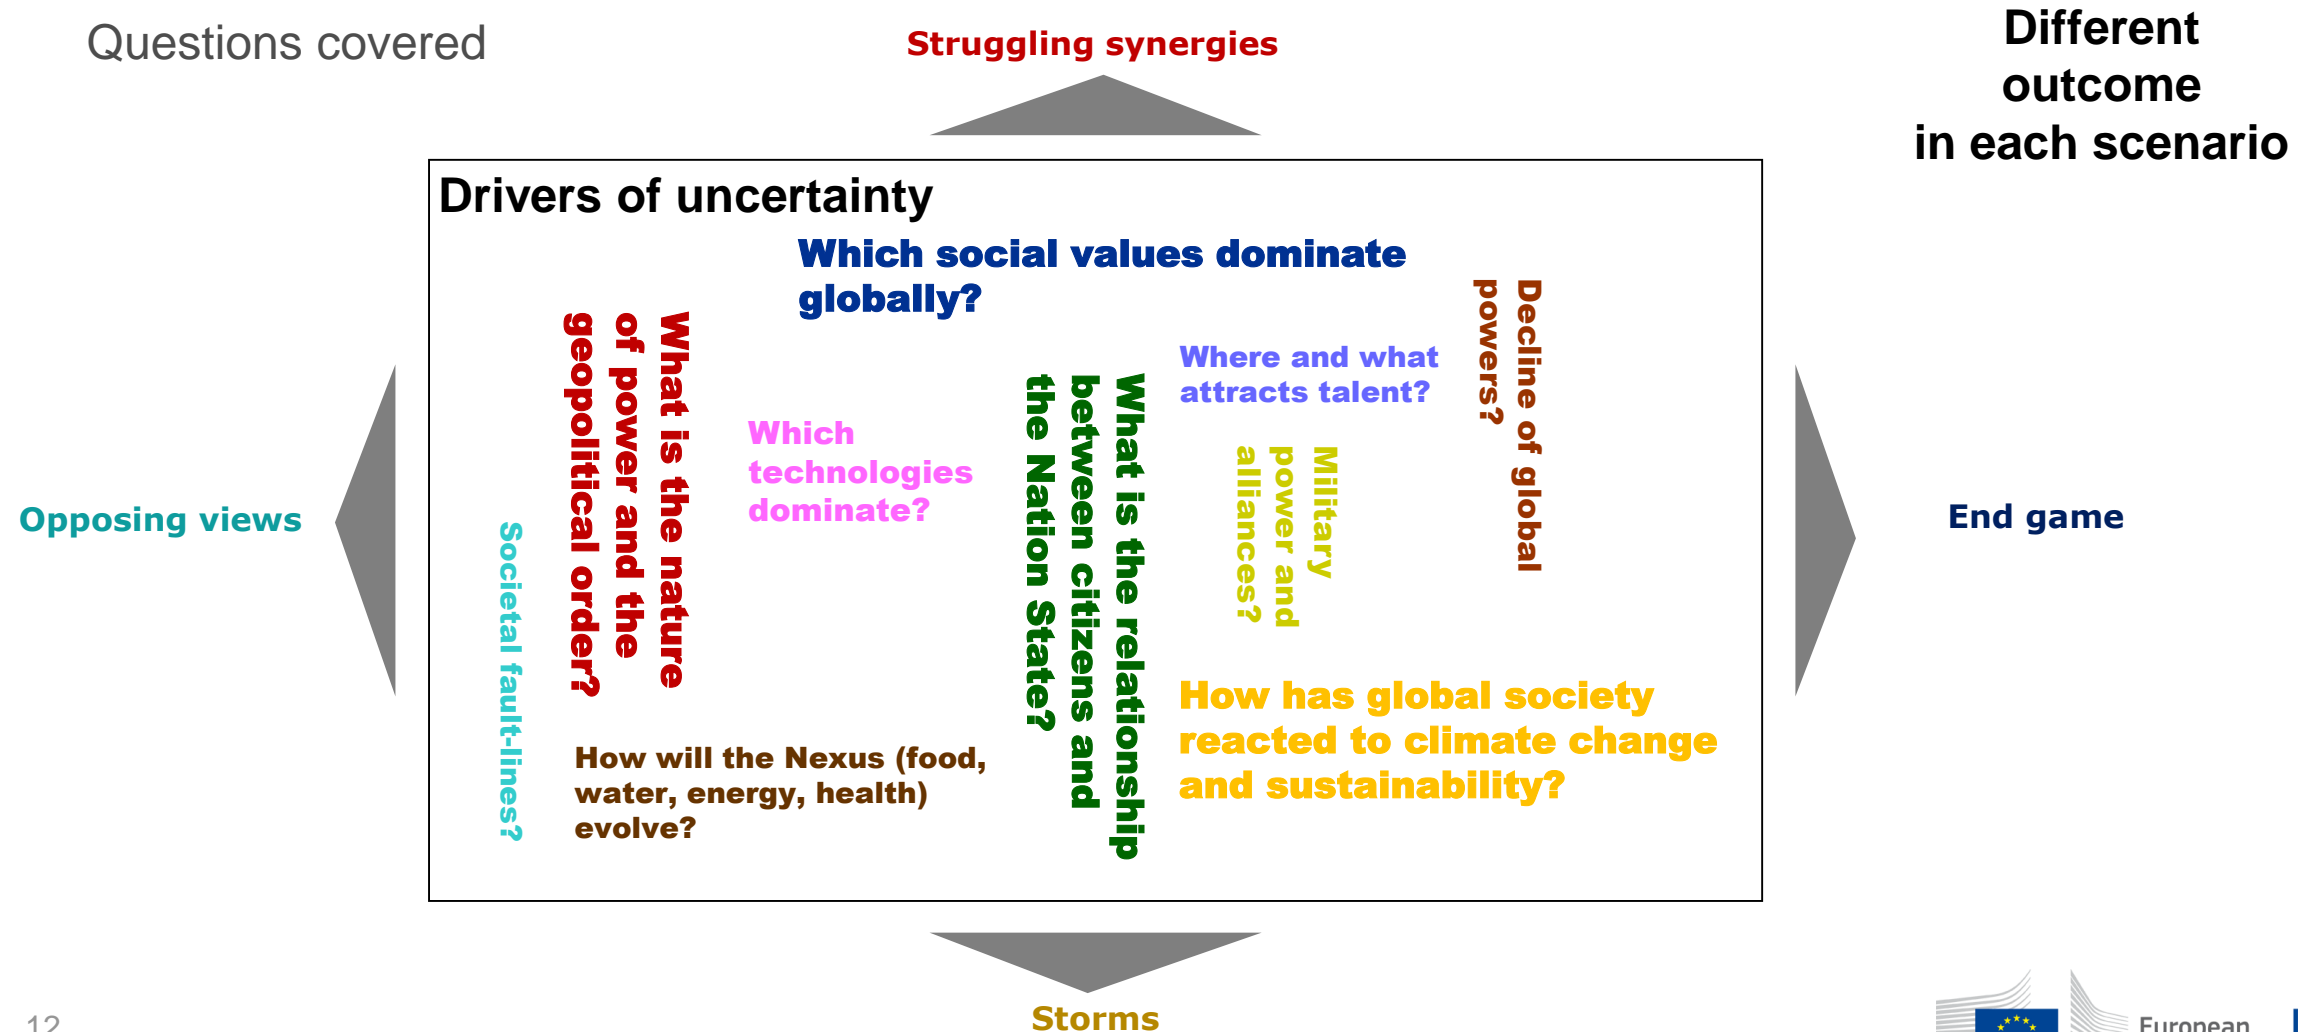 Questions covered
Struggling synergies
Different
outcome
in each scenario
Drivers of uncertainty
Which social values dominate
globally?
What is the nature
of power and the
geopolitical order?
Societal fault-lines?
Which
technologies
dominate?
What is the relationship
between citizens and
the Nation State?
Where and what
attracts talent?
Military
power and
alliances?
Decline of global
powers?
How will the Nexus (food,
water, energy, health)
evolve?
How has global society
reacted to climate change
and sustainability?
Opposing views
End game
Storms
12
European